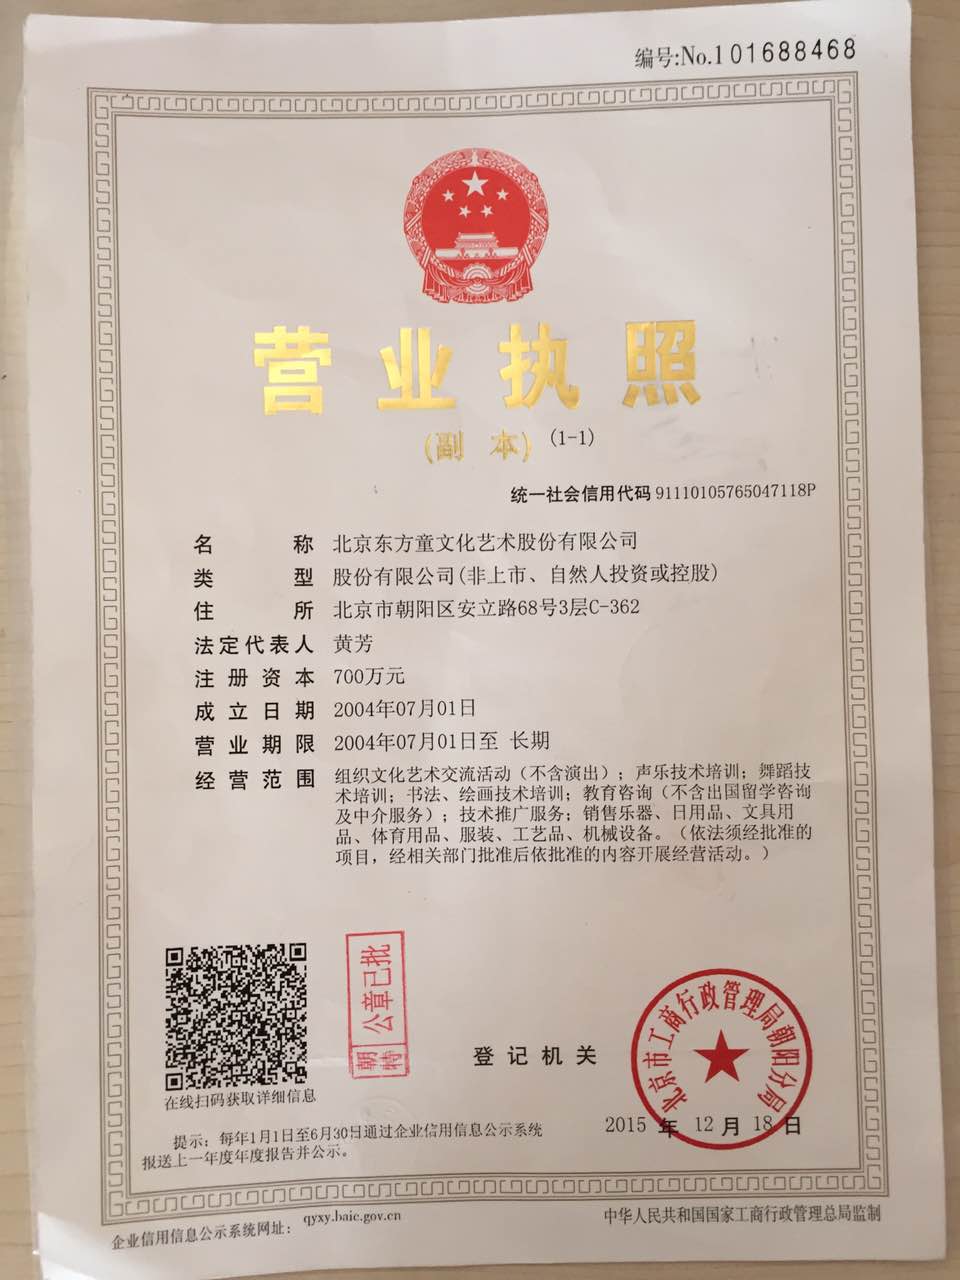 编号:No.101688468
营业执照
(副本) (1-1)
统一社会信用代码 91110105765047118P
名称 北京东方童文化艺术股份有限公司
类型 股份有限公司(非上市、自然人投资或控股)
住所 北京市朝阳区安立路68号3层C-362
法定代表人 黄芳
注册资本 700万元
成立日期 2004年07月01日
营业期限 2004年07月01日至 长期
经营范围 组织文化艺术交流活动（不含演出）；声乐技术培训；舞蹈技
术培训；书法、绘画技术培训；教育咨询（不含出国留学咨询
及中介服务）；技术推广服务；销售乐器、日用品、文具用
品、体育用品、服装、工艺品、机械设备。（依法须经批准的
项目，经相关部门批准后依批准的内容开展经营活动。）
朝特 公章已批
登记机关
北京市工商行政管理局朝阳分局
2015 年 12 月 18 日
在线扫码获取详细信息
提示：每年1月1日至6月30日通过企业信用信息公示系统
报送上一年度年度报告并公示。
企业信用信息公示系统网址： qyxy.baic.gov.cn
中华人民共和国国家工商行政管理总局监制